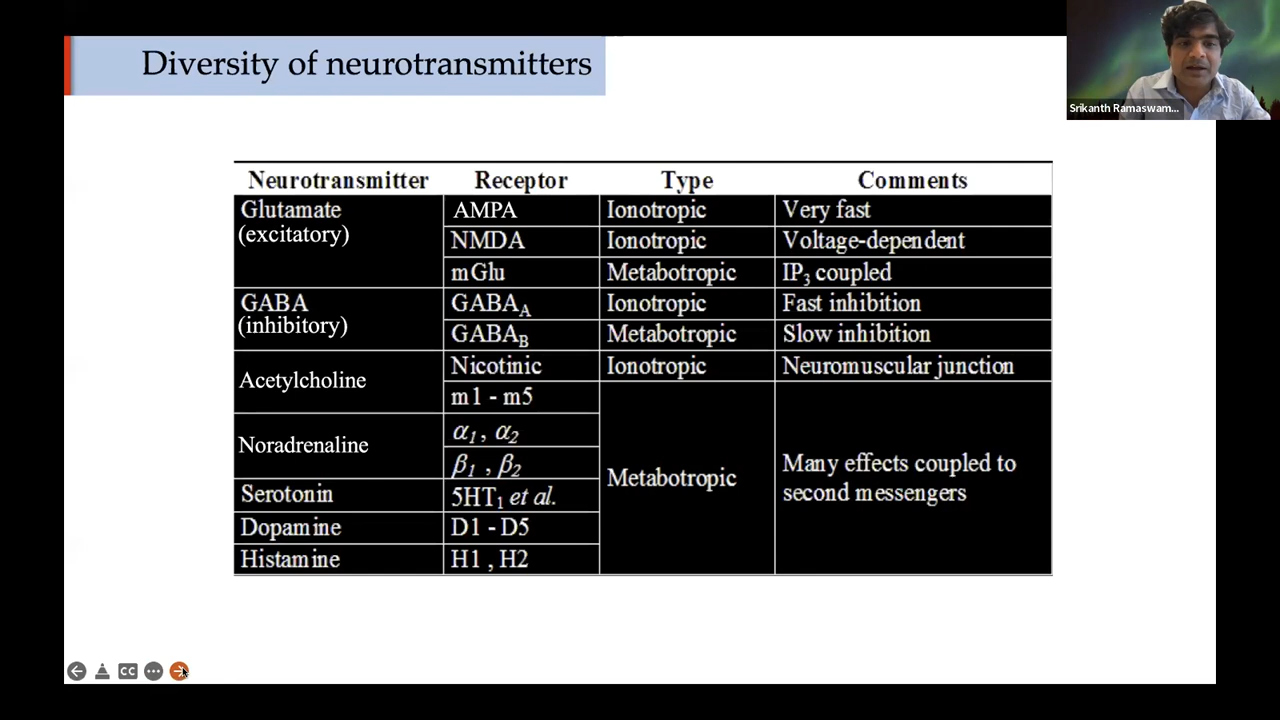 Diversity of neurotransmitters
Srikanth Ramaswam...
Neurotransmitter Receptor Type Comments
Glutamate (excitatory) AMPA Ionotropic Very fast
NMDA Ionotropic Voltage-dependent
mGlu Metabotropic IP3 coupled
GABA (inhibitory) GABAA Ionotropic Fast inhibition
GABAB Metabotropic Slow inhibition
Acetylcholine Nicotinic Ionotropic Neuromuscular junction
m1 - m5
Noradrenaline α1, α2
β1 , β2
Metabotropic Many effects coupled to
second messengers
Serotonin 5HT1 et al.
Dopamine D1 - D5
Histamine H1 , H2
CC